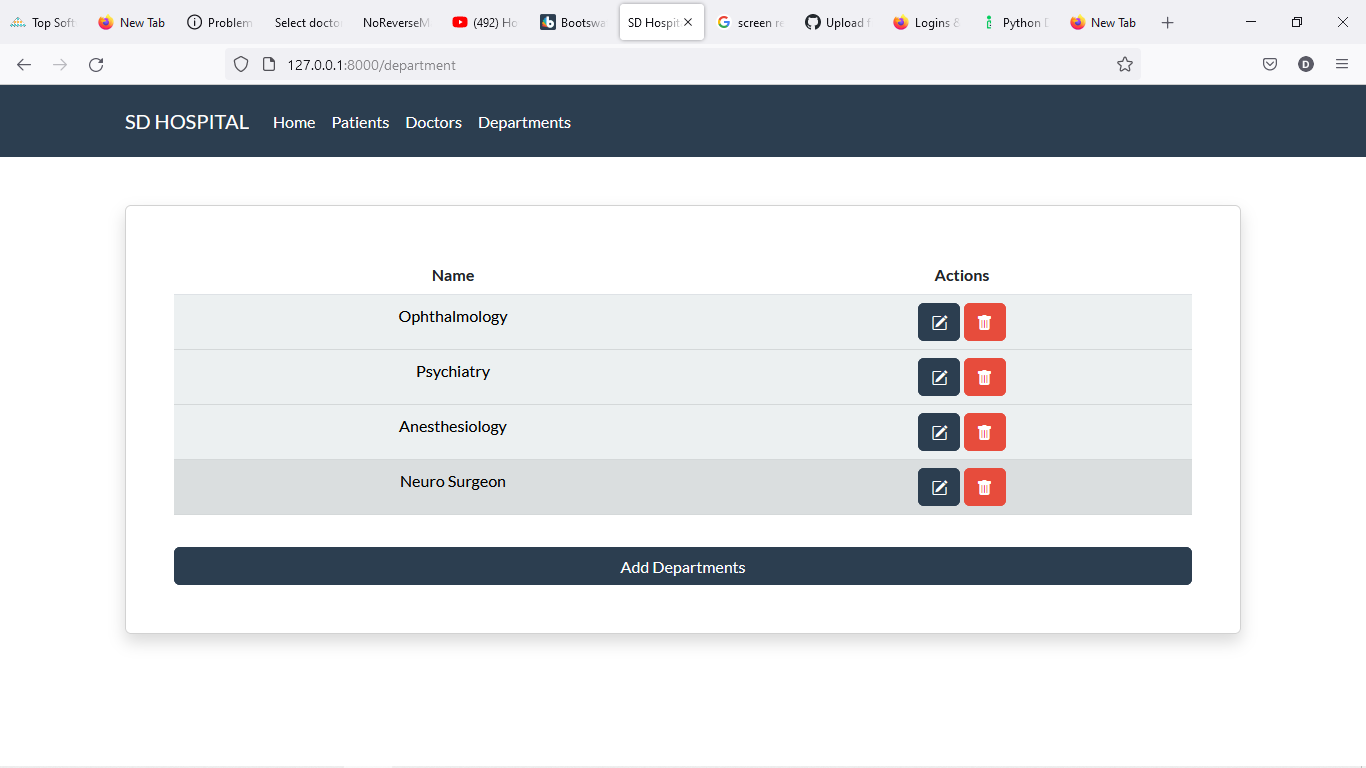 Top Soft
New Tab
Problem
Select docto
NoReverseM
(492) Ho
Bootswa
SD Hospit
screen re
Upload f
Logins &
Python D
New Tab
127.0.0.1:8000/department
D
SD HOSPITAL Home Patients Doctors Departments
Name Actions
Ophthalmology
Psychiatry
Anesthesiology
Neuro Surgeon
Add Departments